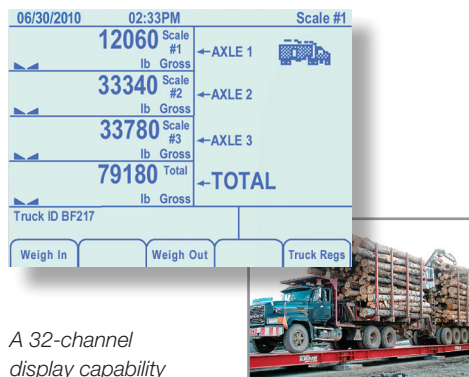 06/30/2010 02:33PM Scale #1
12060 Scale #1
lb Gross
←AXLE 1
33340 Scale #2
lb Gross
←AXLE 2
33780 Scale #3
lb Gross
←AXLE 3
79180 Total
lb Gross
←TOTAL
Truck ID BF217
Weigh In Weigh Out Truck Regs
A 32-channel
display capability